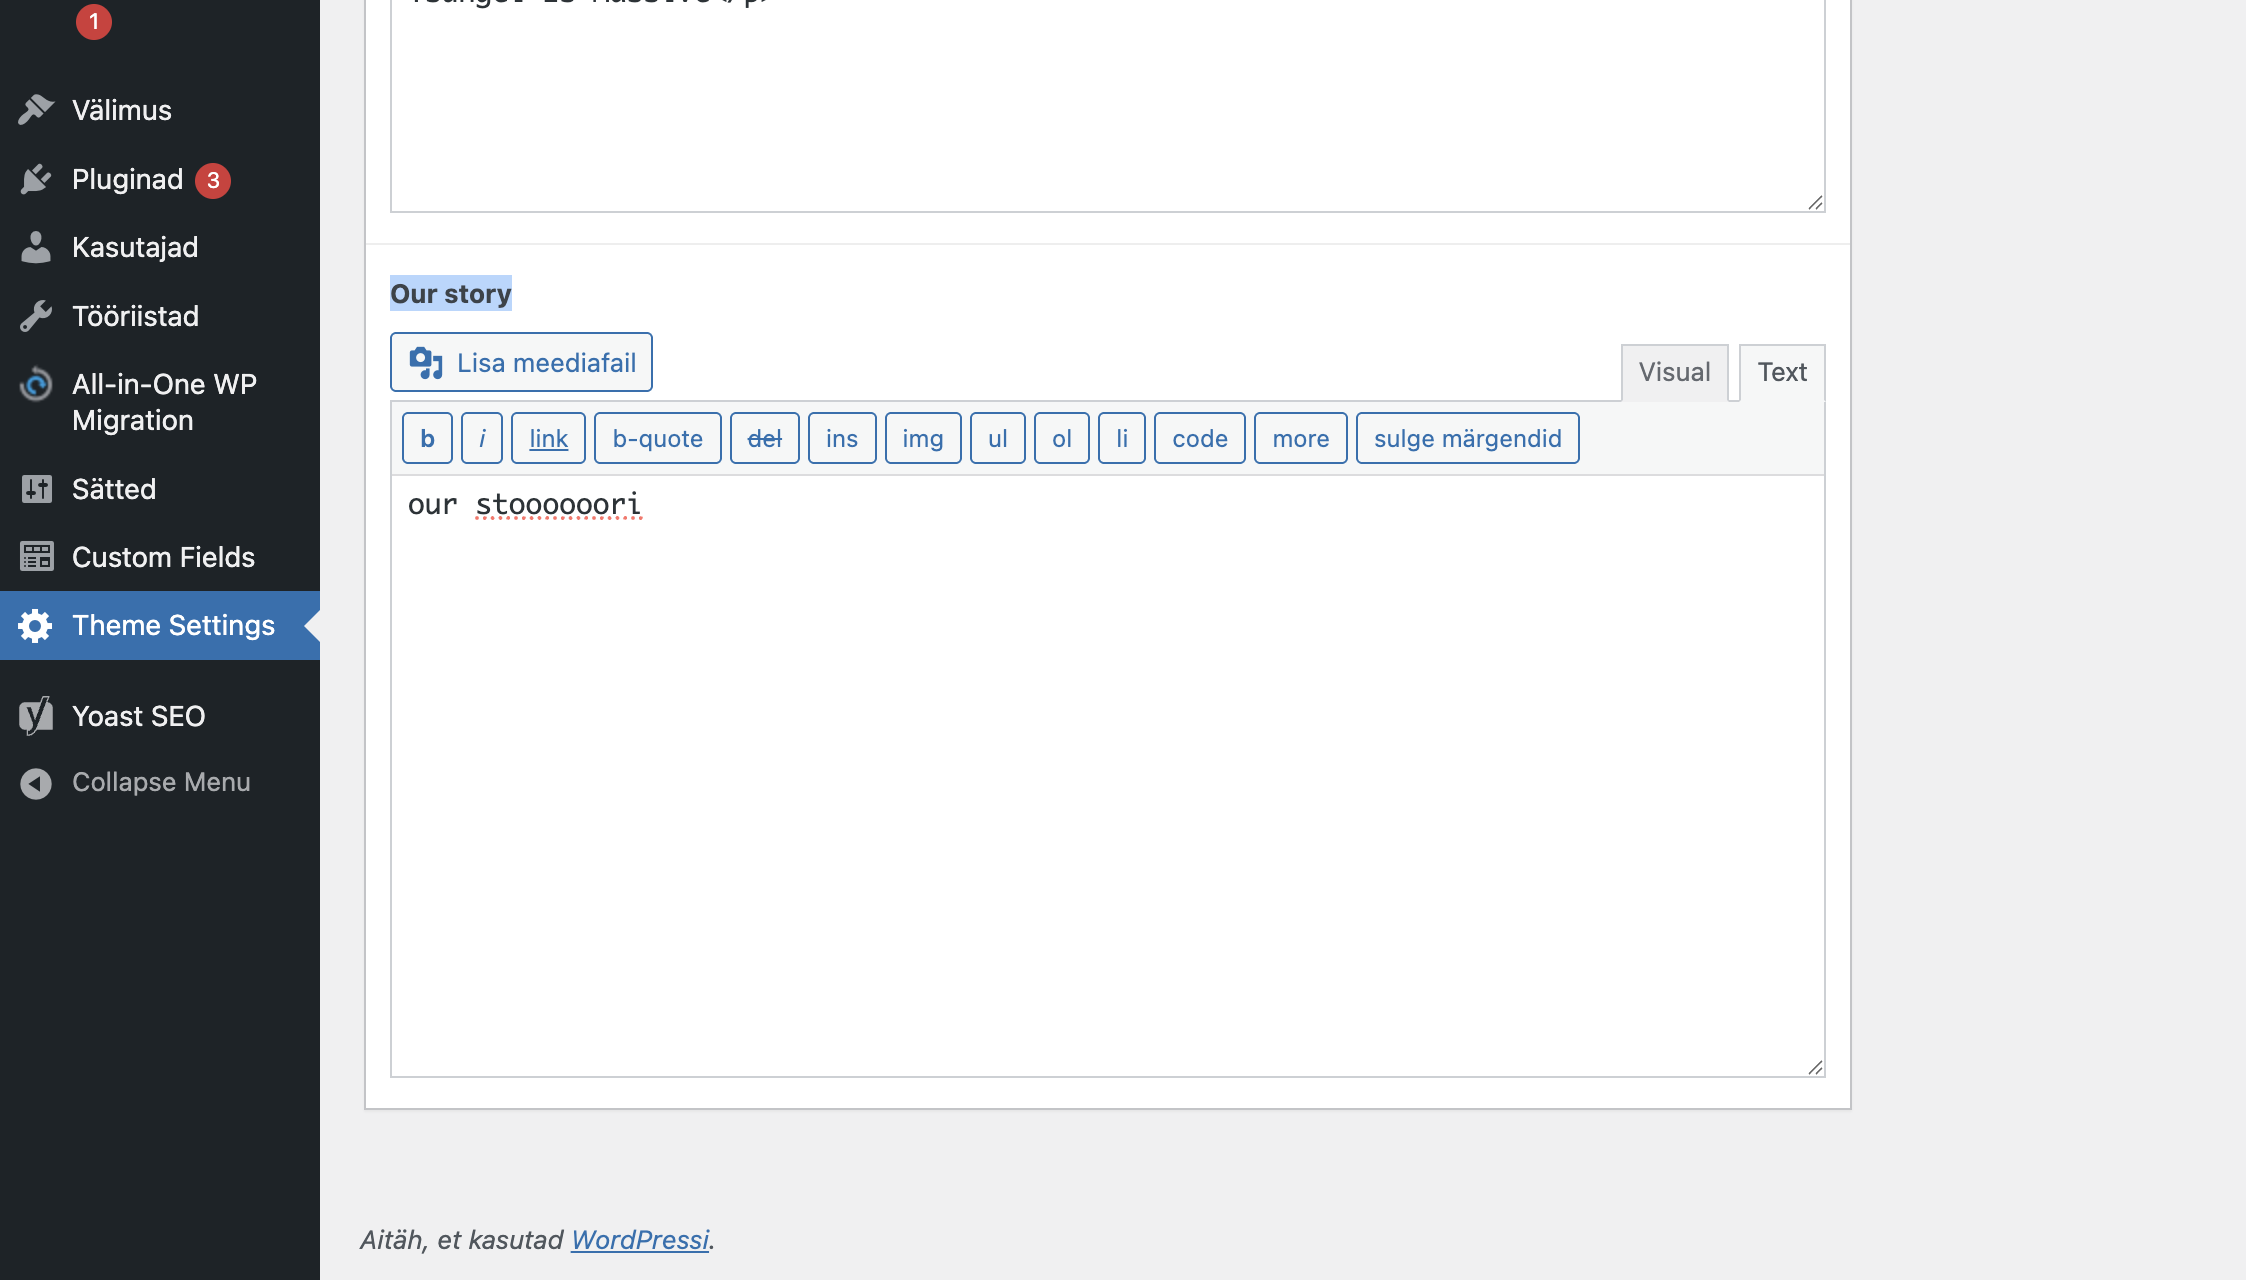 1
Välimus
Pluginad 3
Kasutajad
Tööriistad
All-in-One WP
Migration
Sätted
Custom Fields
Theme Settings
Yoast SEO
Collapse Menu
Our story
Lisa meediafail
Visual Text
b i link b-quote del ins img ul ol li code more sulge märgendid
our stoooooori
Aitäh, et kasutad WordPressi.